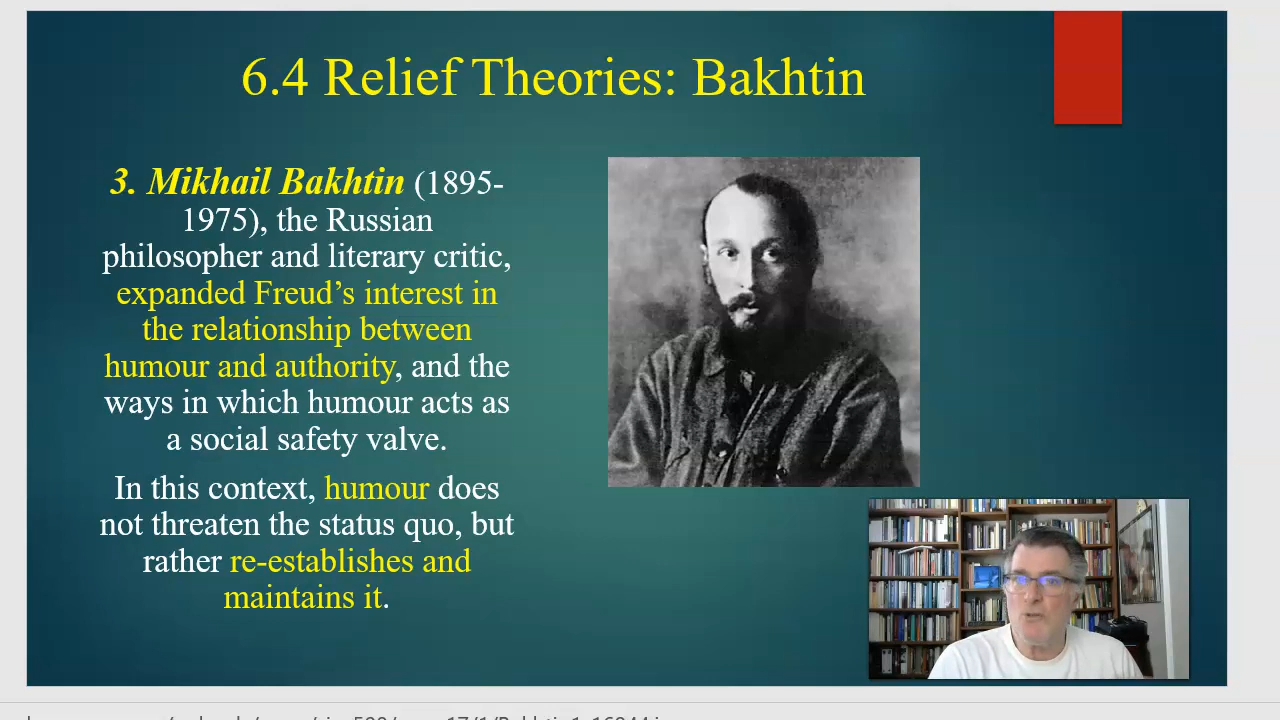 6.4 Relief Theories: Bakhtin
3. Mikhail Bakhtin (1895-
1975), the Russian
philosopher and literary critic,
expanded Freud’s interest in
the relationship between
humour and authority, and the
ways in which humour acts as
a social safety valve.
In this context, humour does
not threaten the status quo, but
rather re-establishes and
maintains it.